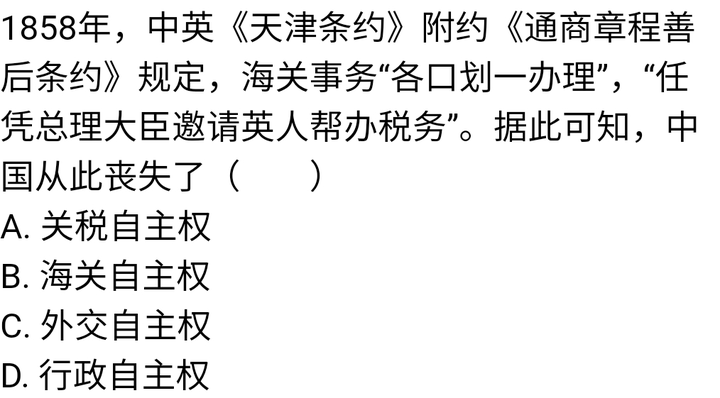 1858年，中英《天津条约》附约《通商章程善
后条约》规定，海关事务“各口划一办理”，“任
凭总理大臣邀请英人帮办税务”。据此可知，中
国从此丧失了（　　）
A. 关税自主权
B. 海关自主权
C. 外交自主权
D. 行政自主权